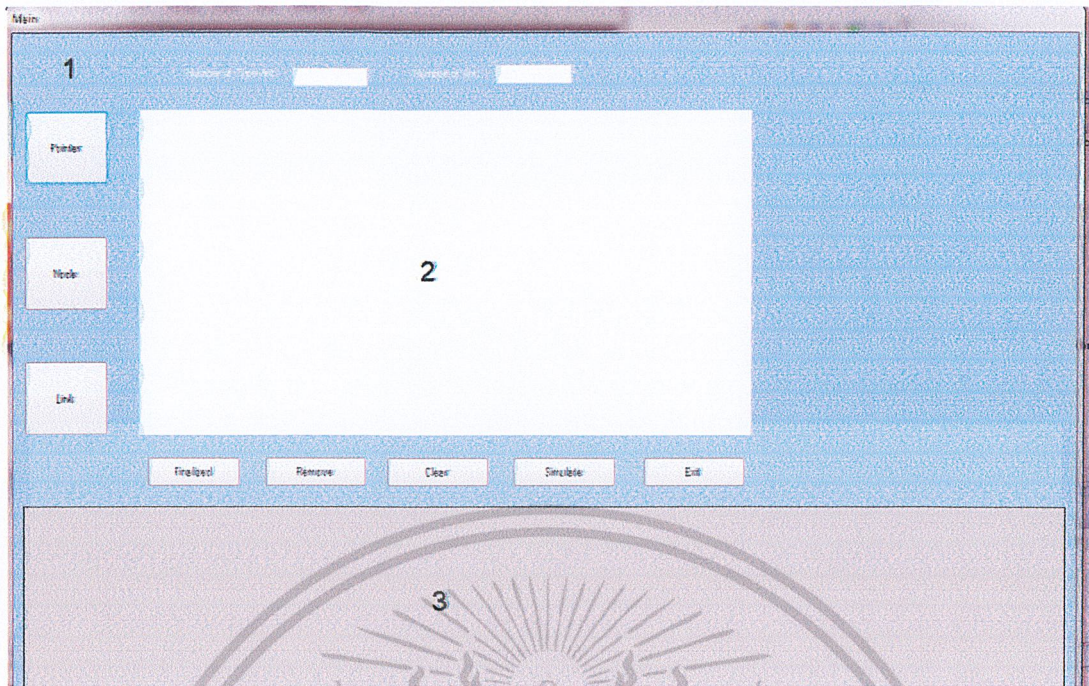 Main
1
Pointer
2
Node
Link
Finalized
Remove
Clear
Simulate
Exit
3